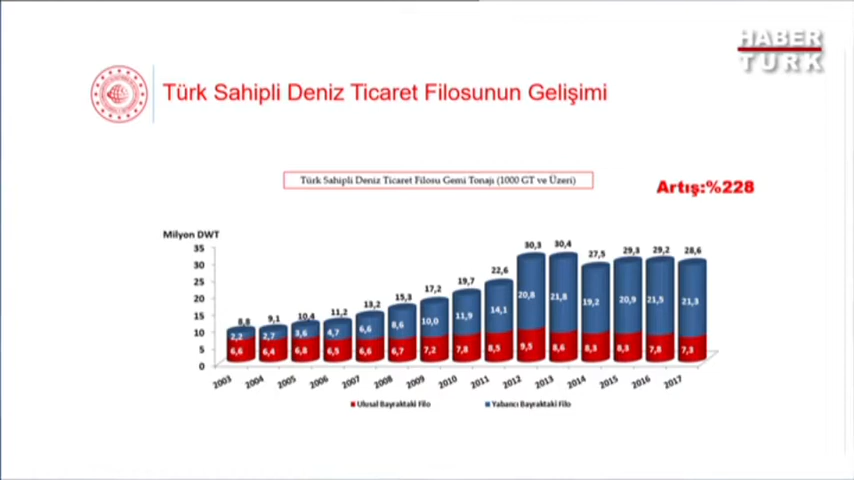 HABER
TÜRK
Türk Sahipli Deniz Ticaret Filosunun Gelişimi
Türk Sahipli Deniz Ticaret Filosu Gemi Tonajı (1000 GT ve Üzeri)
Artış:%228
Milyon DWT
35
30
25
20
15
10
5
0
8,8 9,1 10,4 11,2 13,2 15,3 17,2 19,7 22,6 30,3 30,4 27,5 29,3 29,2 28,6
2,2 2,7 3,6 4,7 6,6 8,6 10,0 11,9 14,1 20,8 21,8 19,2 20,9 21,5 21,3
6,6 6,4 6,8 6,5 6,6 6,7 7,2 7,8 8,5 9,5 8,6 8,3 8,3 7,8 7,3
2003 2004 2005 2006 2007 2008 2009 2010 2011 2012 2013 2014 2015 2016 2017
Ulusal Bayraktaki Filo Yabancı Bayraktaki Filo